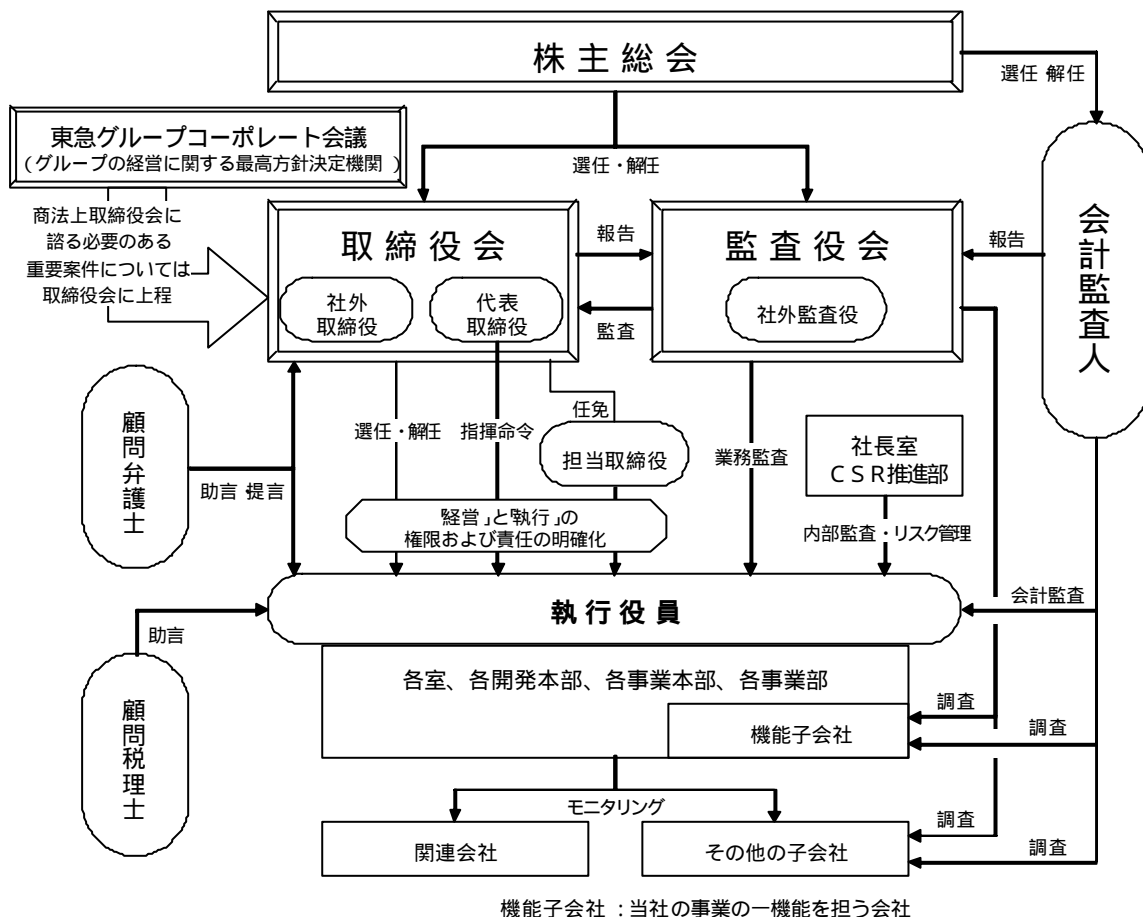 株主総会
選任 解任
東急グループコーポレート会議
(グループの経営に関する最高方針決定機関)
選任・解任
商法上取締役会に
諮る必要のある
重要案件については
取締役会に上程
取締役会
報告
監査役会
報告
会計監査人
社外
取締役
代表
取締役
監査
社外監査役
顧問弁護士
任免
選任・解任
指揮命令
担当取締役
業務監査
社長室
CSR推進部
助言 提言
経営」と執行」の
権限および責任の明確化
内部監査・リスク管理
執行役員
会計監査
助言
顧問税理士
各室、各開発本部、各事業本部、各事業部
機能子会社
調査
調査
モニタリング
関連会社
その他の子会社
調査
調査
機能子会社 :当社の事業の一機能を担う会社